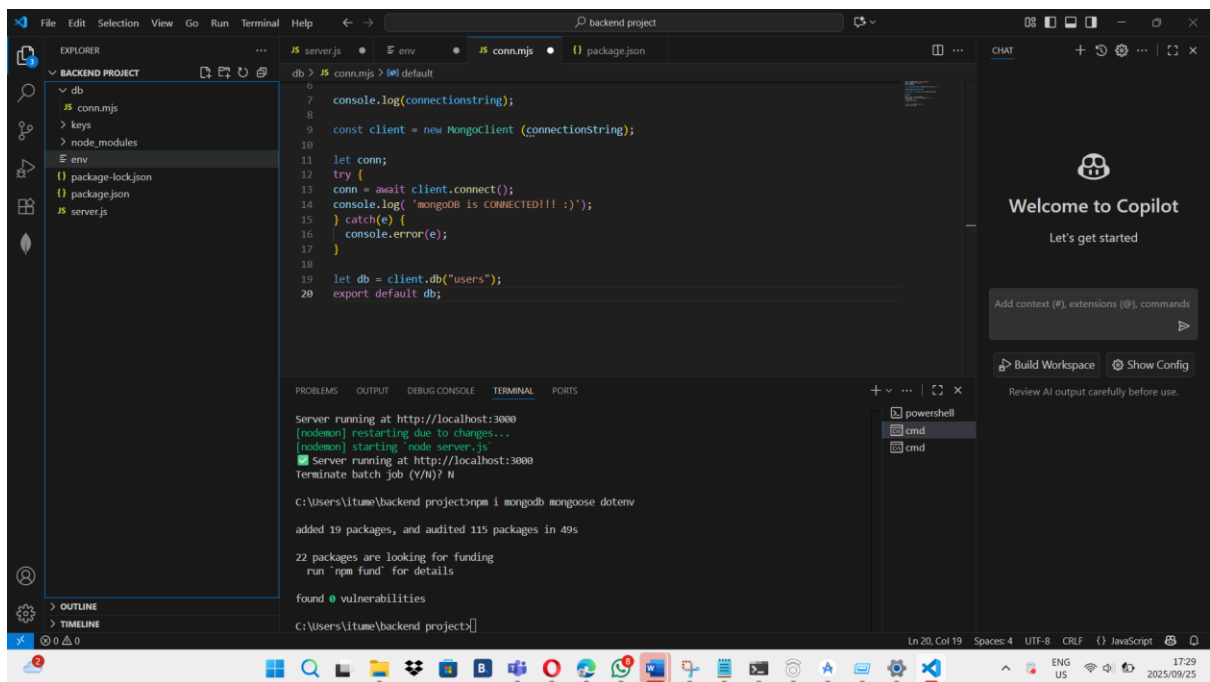 File Edit Selection View Go Run Terminal Help
backend project
EXPLORER
BACKEND PROJECT
db
JS conn.mjs
keys
node_modules
env
{} package-lock.json
{} package.json
JS server.js
OUTLINE
TIMELINE
JS server.js env JS conn.mjs {} package.json
db > JS conn.mjs > default
6
7 console.log(connectionstring);
8
9 const client = new MongoClient (connectionString);
10
11 let conn;
12 try {
13 conn = await client.connect();
14 console.log( 'mongoDB is CONNECTED!!! :)');
15 } catch(e) {
16 console.error(e);
17 }
18
19 let db = client.db("users");
20 export default db;
PROBLEMS OUTPUT DEBUG CONSOLE TERMINAL PORTS
Server running at http://localhost:3000
[nodemon] restarting due to changes...
[nodemon] starting `node server.js`
Server running at http://localhost:3000
Terminate batch job (Y/N)? N
C:\Users\itume\backend project>npm i mongodb mongoose dotenv
added 19 packages, and audited 115 packages in 49s
22 packages are looking for funding
run `npm fund` for details
found 0 vulnerabilities
C:\Users\itume\backend project>
powershell
cmd
cmd
CHAT
Welcome to Copilot
Let's get started
Add context (#), extensions (@), commands
Build Workspace Show Config
Review AI output carefully before use.
0 0 Ln 20, Col 19 Spaces: 4 UTF-8 CRLF {} JavaScript
ENG
US
17:29
2025/09/25